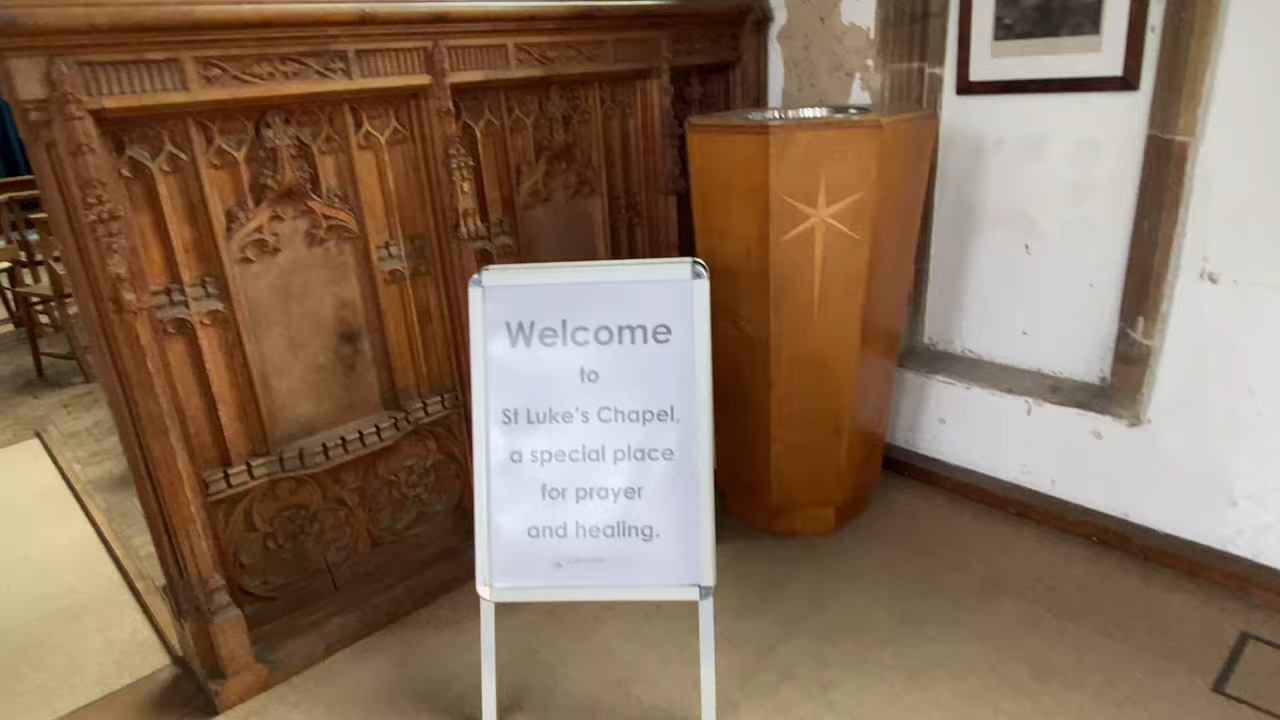 Welcome
to
St Luke's Chapel,
a special place
for prayer
and healing.